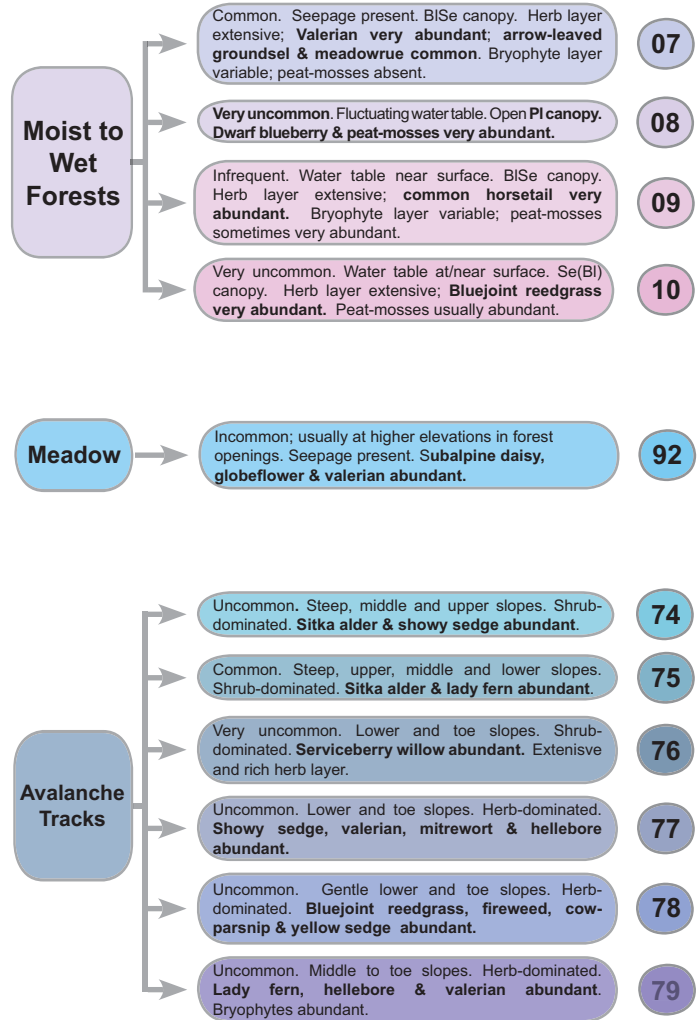 Moist to
Wet
Forests
Common. Seepage present. BlSe canopy. Herb layer
extensive; Valerian very abundant; arrow-leaved
groundsel & meadowrue common. Bryophyte layer
variable; peat-mosses absent.
07
Very uncommon. Fluctuating water table. Open Pl canopy.
Dwarf blueberry & peat-mosses very abundant.
08
Infrequent. Water table near surface. BlSe canopy.
Herb layer extensive; common horsetail very
abundant. Bryophyte layer variable; peat-mosses
sometimes very abundant.
09
Very uncommon. Water table at/near surface. Se(Bl)
canopy. Herb layer extensive; Bluejoint reedgrass
very abundant. Peat-mosses usually abundant.
10
Meadow
Incommon; usually at higher elevations in forest
openings. Seepage present. Subalpine daisy,
globeflower & valerian abundant.
92
Avalanche
Tracks
Uncommon. Steep, middle and upper slopes. Shrub-
dominated. Sitka alder & showy sedge abundant.
74
Common. Steep, upper, middle and lower slopes.
Shrub-dominated. Sitka alder & lady fern abundant.
75
Very uncommon. Lower and toe slopes. Shrub-
dominated. Serviceberry willow abundant. Extenisve
and rich herb layer.
76
Uncommon. Lower and toe slopes. Herb-dominated.
Showy sedge, valerian, mitrewort & hellebore
abundant.
77
Uncommon. Gentle lower and toe slopes. Herb-
dominated. Bluejoint reedgrass, fireweed, cow-
parsnip & yellow sedge abundant.
78
Uncommon. Middle to toe slopes. Herb-dominated.
Lady fern, hellebore & valerian abundant.
Bryophytes abundant.
79